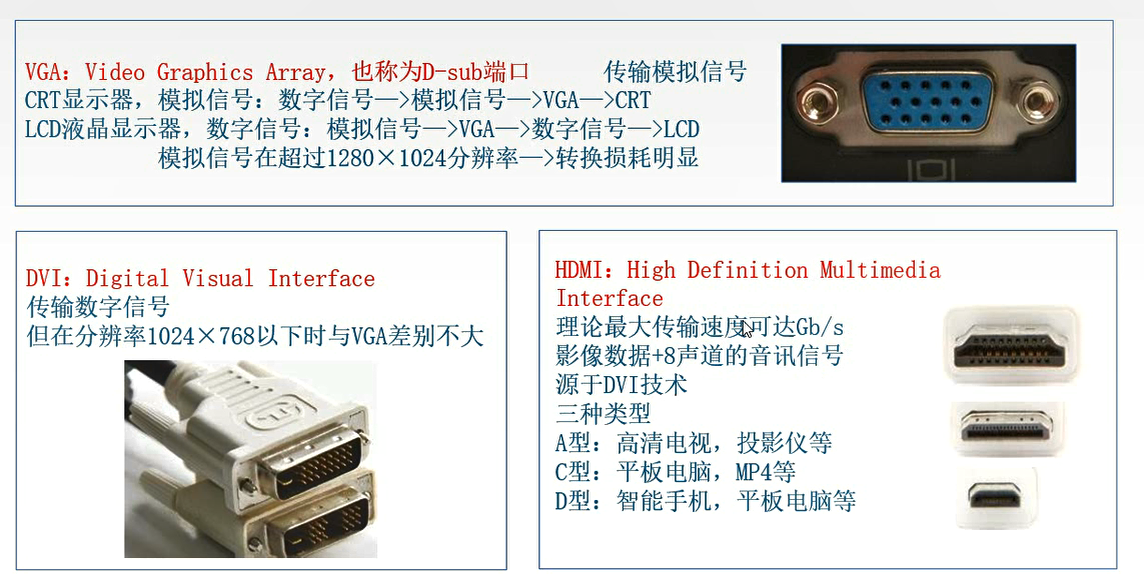 VGA：Video Graphics Array，也称为D-sub端口 传输模拟信号
CRT显示器，模拟信号：数字信号—>模拟信号—>VGA—>CRT
LCD液晶显示器，数字信号：模拟信号—>VGA—>数字信号—>LCD
模拟信号在超过1280×1024分辨率—>转换损耗明显
DVI：Digital Visual Interface
传输数字信号
但在分辨率1024×768以下时与VGA差别不大
HDMI：High Definition Multimedia
Interface
理论最大传输速度可达Gb/s
影像数据+8声道的音讯信号
源于DVI技术
三种类型
A型：高清电视，投影仪等
C型：平板电脑，MP4等
D型：智能手机，平板电脑等